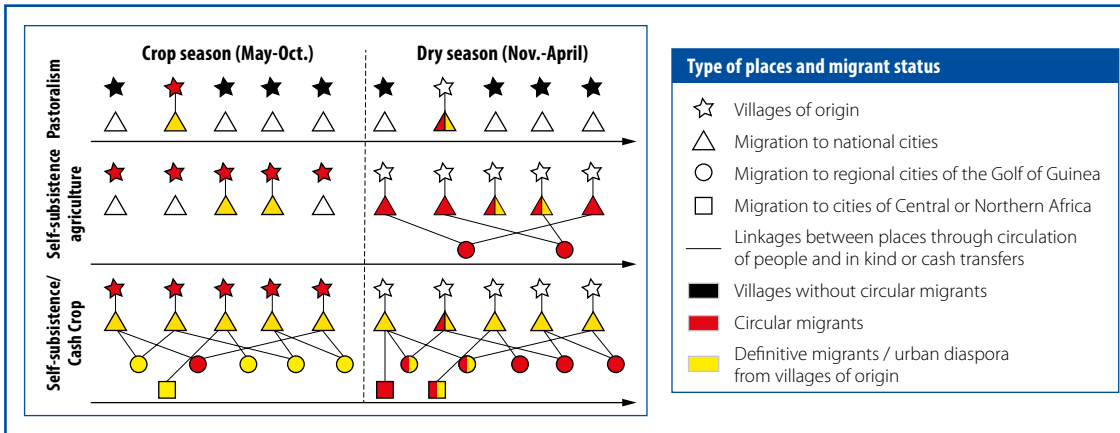 Crop season (May-Oct.)
Dry season (Nov.-April)
Pastoralism
Self-subsistence
agriculture
Self-subsistence/
Cash Crop
Type of places and migrant status
Villages of origin
Migration to national cities
Migration to regional cities of the Golf of Guinea
Migration to cities of Central or Northern Africa
Linkages between places through circulation
of people and in kind or cash transfers
Villages without circular migrants
Circular migrants
Definitive migrants / urban diaspora
from villages of origin